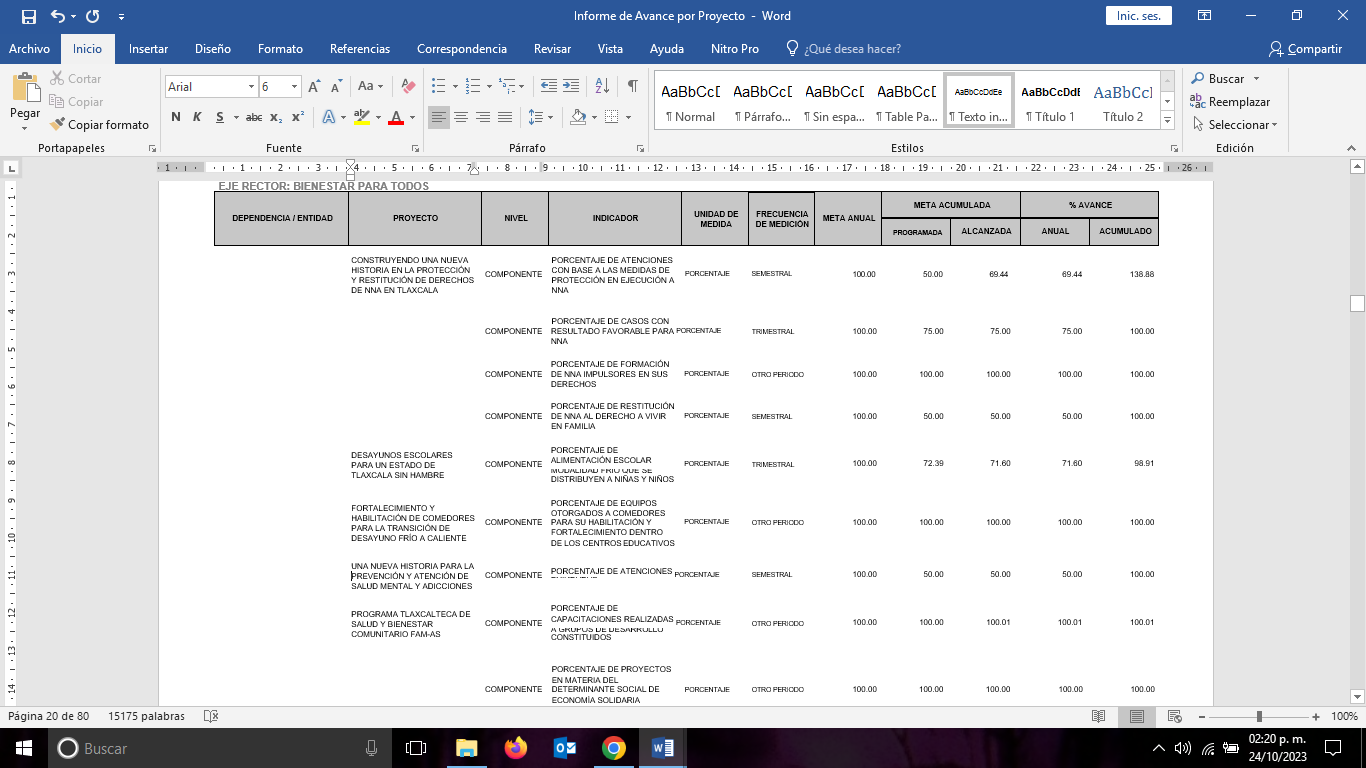 Informe de Avance por Proyecto - Word
Inic. ses.
Archivo Inicio Insertar Diseño Formato Referencias Correspondencia Revisar Vista Ayuda Nitro Pro ¿Qué desea hacer? Compartir
Pegar
Cortar
Copiar
Copiar formato
Portapapeles
Arial 6
N K S abc x₂ x²
Fuente
Párrafo
AaBbCcI AaBbCcI AaBbCcI AaBbCcI AaBbCcDdEe AaBbCcDdE AaBbCcI
¶ Normal ¶ Párrafo... ¶ Sin espa... ¶ Table Pa... ¶ Texto in... ¶ Título 1 Título 2
Estilos
Buscar
Reemplazar
Seleccionar
Edición
EJE RECTOR: BIENESTAR PARA TODOS
DEPENDENCIA / ENTIDAD PROYECTO NIVEL INDICADOR UNIDAD DE MEDIDA FRECUENCIA DE MEDICIÓN META ANUAL META ACUMULADA % AVANCE
PROGRAMADA ALCANZADA ANUAL ACUMULADO
CONSTRUYENDO UNA NUEVA
HISTORIA EN LA PROTECCIÓN
Y RESTITUCIÓN DE DERECHOS
DE NNA EN TLAXCALA
COMPONENTE
PORCENTAJE DE ATENCIONES
CON BASE A LAS MEDIDAS DE
PROTECCIÓN EN EJECUCIÓN A
NNA
PORCENTAJE SEMESTRAL 100.00 50.00 69.44 69.44 138.88
COMPONENTE
PORCENTAJE DE CASOS CON
RESULTADO FAVORABLE PARA
NNA
PORCENTAJE TRIMESTRAL 100.00 75.00 75.00 75.00 100.00
COMPONENTE
PORCENTAJE DE FORMACIÓN
DE NNA IMPULSORES EN SUS
DERECHOS
PORCENTAJE OTRO PERIODO 100.00 100.00 100.00 100.00 100.00
COMPONENTE
PORCENTAJE DE RESTITUCIÓN
DE NNA AL DERECHO A VIVIR
EN FAMILIA
PORCENTAJE SEMESTRAL 100.00 50.00 50.00 50.00 100.00
DESAYUNOS ESCOLARES
PARA UN ESTADO DE
TLAXCALA SIN HAMBRE
COMPONENTE
PORCENTAJE DE
ALIMENTACIÓN ESCOLAR
MODALIDAD FRIO QUE SE
DISTRIBUYEN A NIÑAS Y NIÑOS
PORCENTAJE TRIMESTRAL 100.00 72.39 71.60 71.60 98.91
FORTALECIMIENTO Y
HABILITACIÓN DE COMEDORES
PARA LA TRANSICIÓN DE
DESAYUNO FRÍO A CALIENTE
COMPONENTE
PORCENTAJE DE EQUIPOS
OTORGADOS A COMEDORES
PARA SU HABILITACIÓN Y
FORTALECIMIENTO DENTRO
DE LOS CENTROS EDUCATIVOS
PORCENTAJE OTRO PERIODO 100.00 100.00 100.00 100.00 100.00
UNA NUEVA HISTORIA PARA LA
PREVENCIÓN Y ATENCIÓN DE
SALUD MENTAL Y ADICCIONES
COMPONENTE
PORCENTAJE DE ATENCIONES
PORCENTAJE SEMESTRAL 100.00 50.00 50.00 50.00 100.00
PROGRAMA TLAXCALTECA DE
SALUD Y BIENESTAR
COMUNITARIO FAM-AS
COMPONENTE
PORCENTAJE DE
CAPACITACIONES REALIZADAS
A GRUPOS DE DESARROLLO
CONSTITUIDOS
PORCENTAJE OTRO PERIODO 100.00 100.00 100.01 100.01 100.01
COMPONENTE
PORCENTAJE DE PROYECTOS
EN MATERIA DEL
DETERMINANTE SOCIAL DE
ECONOMÍA SOLIDARIA
PORCENTAJE OTRO PERIODO 100.00 100.00 100.00 100.00 100.00
Página 20 de 80 15175 palabras 100%
Buscar
02:20 p. m.
24/10/2023